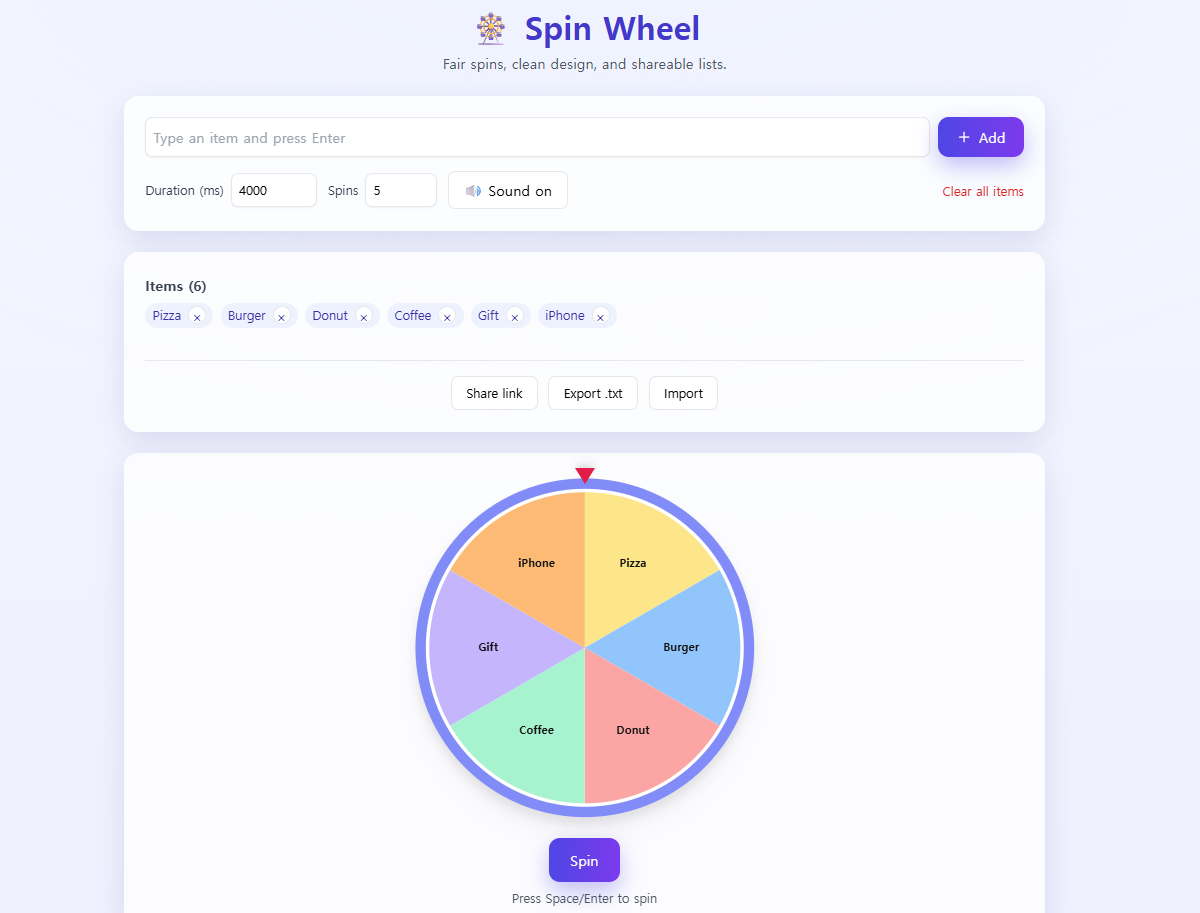 Spin Wheel
Fair spins, clean design, and shareable lists.
Type an item and press Enter
+ Add
Duration (ms) 4000 Spins 5 Sound on Clear all items
Items (6)
Pizza × Burger × Donut × Coffee × Gift × iPhone ×
Share link Export .txt Import
iPhone Pizza
Gift Burger
Coffee Donut
Spin
Press Space/Enter to spin